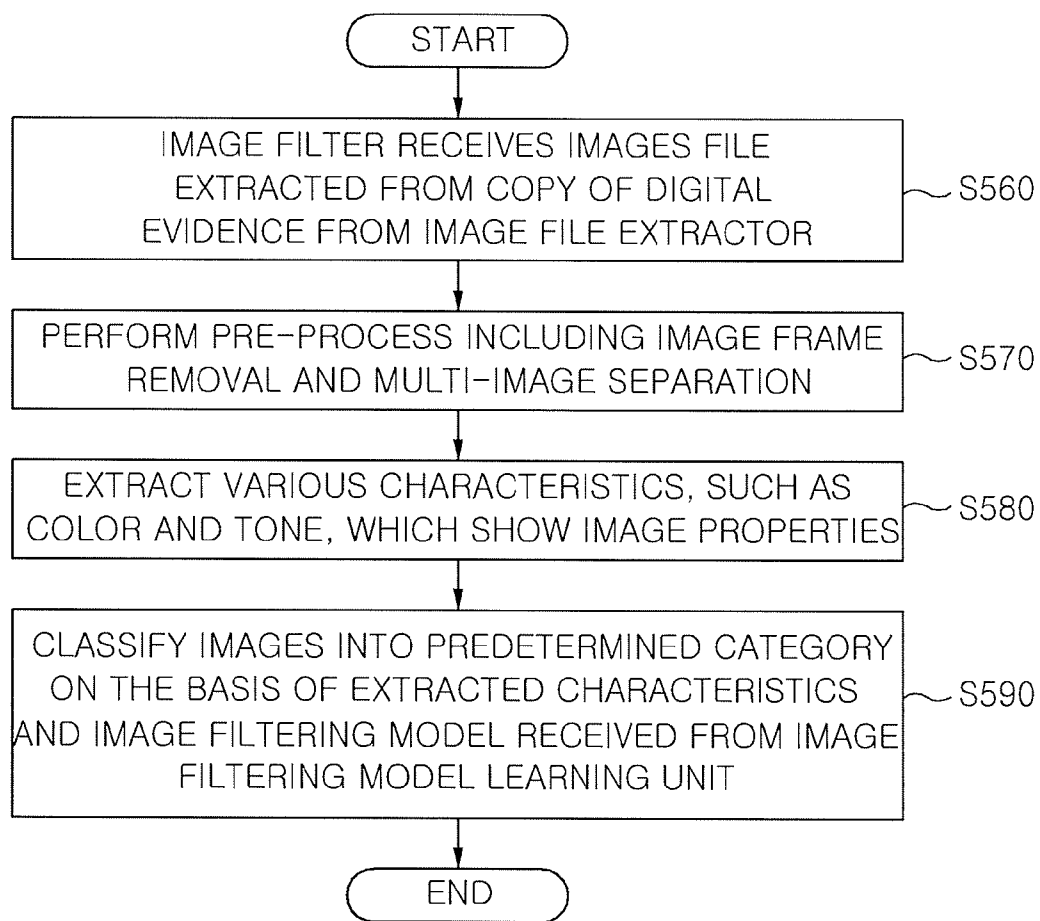 START
IMAGE FILTER RECEIVES IMAGES FILE
EXTRACTED FROM COPY OF DIGITAL
EVIDENCE FROM IMAGE FILE EXTRACTOR
S560
PERFORM PRE-PROCESS INCLUDING IMAGE FRAME
REMOVAL AND MULTI-IMAGE SEPARATION
S570
EXTRACT VARIOUS CHARACTERISTICS, SUCH AS
COLOR AND TONE, WHICH SHOW IMAGE PROPERTIES
S580
CLASSIFY IMAGES INTO PREDETERMINED CATEGORY
ON THE BASIS OF EXTRACTED CHARACTERISTICS
AND IMAGE FILTERING MODEL RECEIVED FROM IMAGE
FILTERING MODEL LEARNING UNIT
S590
END